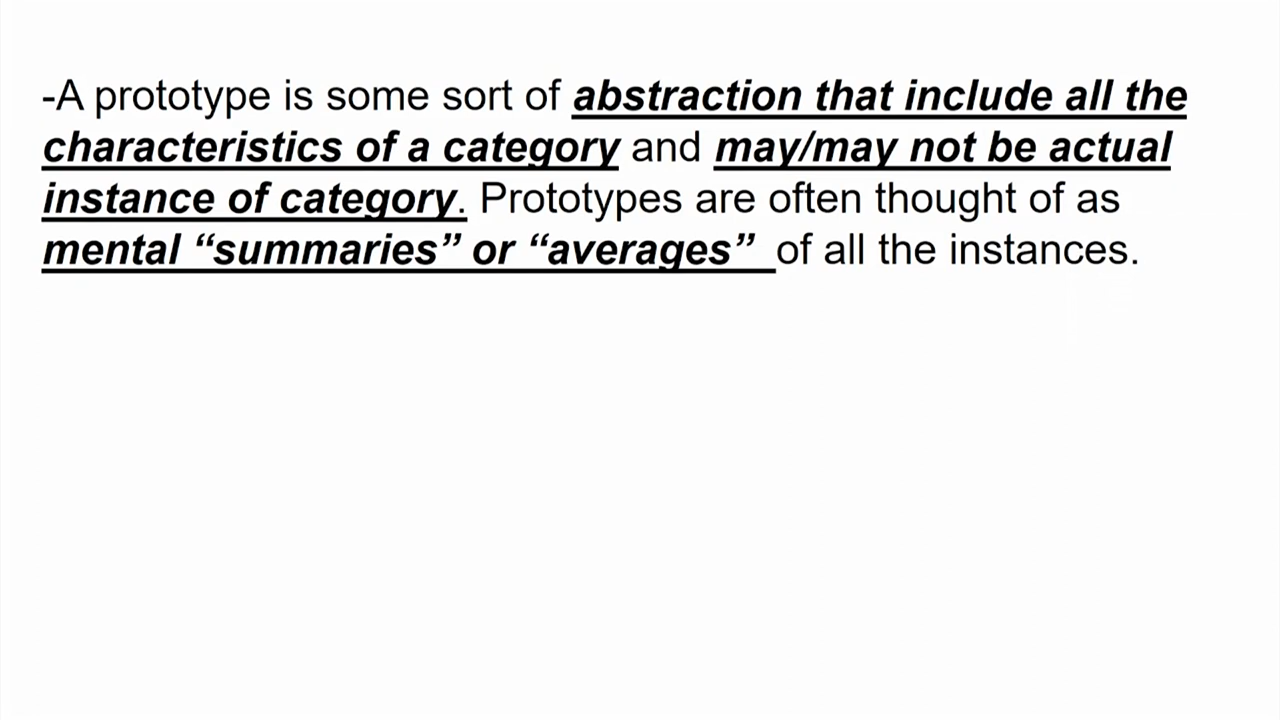 -A prototype is some sort of abstraction that include all the
characteristics of a category and may/may not be actual
instance of category. Prototypes are often thought of as
mental “summaries” or “averages” of all the instances.